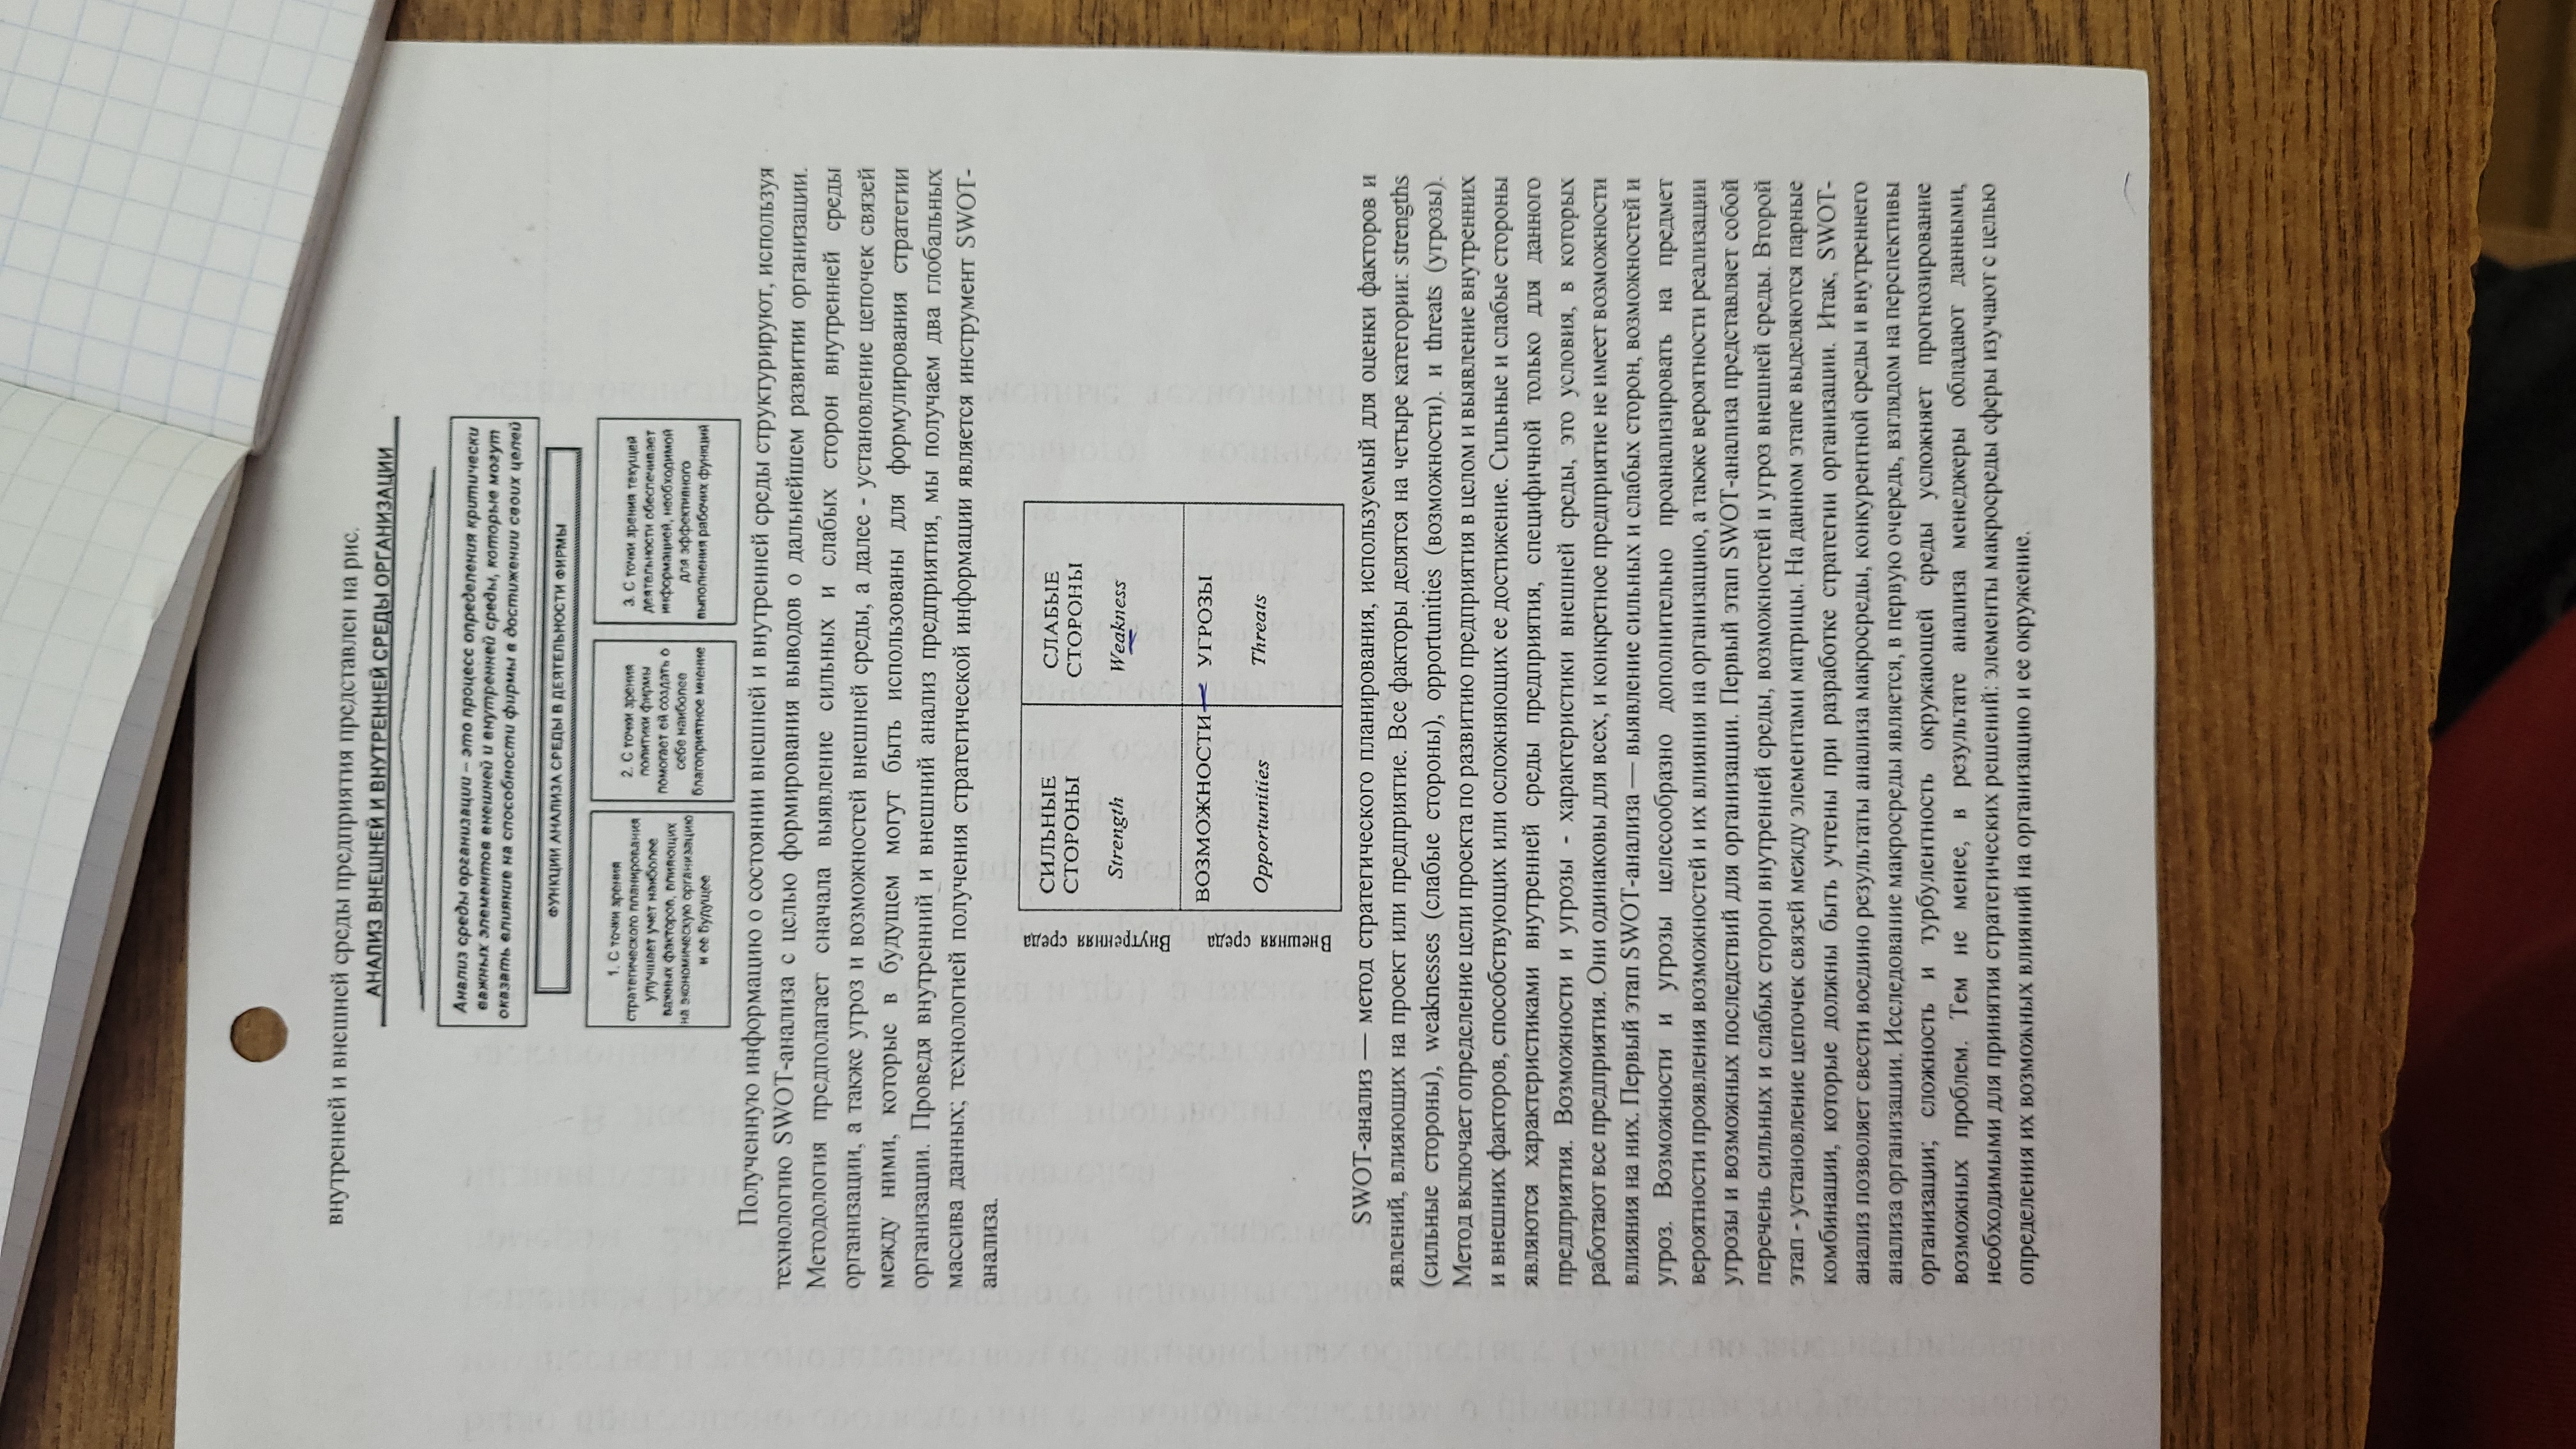 внутренней и внешней среды предприятия представлен на рис.
АНАЛИЗ ВНЕШНЕЙ И ВНУТРЕННЕЙ СРЕДЫ ОРГАНИЗАЦИИ
Анализ среды организации – это процесс определения критически
важных элементов внешней и внутренней среды, которые могут
оказать влияние на способности фирмы в достижении своих целей
ФУНКЦИИ АНАЛИЗА СРЕДЫ В ДЕЯТЕЛЬНОСТИ ФИРМЫ
1. С точки зрения
стратегического планирования
улучшает учет наиболее
важных факторов, влияющих
на экономическую организацию
и ее будущее
2. С точки зрения
политики фирмы
помогает ей создать о
себе наиболее
благоприятное мнение
3. С точки зрения текущей
деятельности обеспечивает
информацией, необходимой
для эффективного
выполнения рабочих функций
Полученную информацию о состоянии внешней и внутренней среды структурируют, используя
технологию SWOT-анализа с целью формирования выводов о дальнейшем развитии организации.
Методология предполагает сначала выявление сильных и слабых сторон внутренней среды
организации, а также угроз и возможностей внешней среды, а далее - установление цепочек связей
между ними, которые в будущем могут быть использованы для формулирования стратегии
организации. Проведя внутренний и внешний анализ предприятия, мы получаем два глобальных
массива данных; технологией получения стратегической информации является инструмент SWOT-
анализа.
Внутренняя среда
СИЛЬНЫЕ
СТОРОНЫ
Strength
СЛАБЫЕ
СТОРОНЫ
Weakness
Внешняя среда
ВОЗМОЖНОСТИ
Opportunities
УГРОЗЫ
Threats
SWOT-анализ — метод стратегического планирования, используемый для оценки факторов и
явлений, влияющих на проект или предприятие. Все факторы делятся на четыре категории: strengths
(сильные стороны), weaknesses (слабые стороны), opportunities (возможности). и threats (угрозы).
Метод включает определение цели проекта по развитию предприятия в целом и выявление внутренних
и внешних факторов, способствующих или осложняющих ее достижение. Сильные и слабые стороны
являются характеристиками внутренней среды предприятия, специфичной только для данного
предприятия. Возможности и угрозы - характеристики внешней среды, это условия, в которых
работают все предприятия. Они одинаковы для всех, и конкретное предприятие не имеет возможности
влияния на них. Первый этап SWOT-анализа — выявление сильных и слабых сторон, возможностей и
угроз. Возможности и угрозы целесообразно дополнительно проанализировать на предмет
вероятности проявления возможностей и их влияния на организацию, а также вероятности реализации
угрозы и возможных последствий для организации. Первый этап SWOT-анализа представляет собой
перечень сильных и слабых сторон внутренней среды, возможностей и угроз внешней среды. Второй
этап - установление цепочек связей между элементами матрицы. На данном этапе выделяются парные
комбинации, которые должны быть учтены при разработке стратегии организации. Итак, SWOT-
анализ позволяет свести воедино результаты анализа макросреды, конкурентной среды и внутреннего
анализа организации. Исследование макросреды является, в первую очередь, взглядом на перспективы
организации; сложность и турбулентность окружающей среды усложняет прогнозирование
возможных проблем. Тем не менее, в результате анализа менеджеры обладают данными,
необходимыми для принятия стратегических решений: элементы макросреды сферы изучают с целью
определения их возможных влияний на организацию и ее окружение.